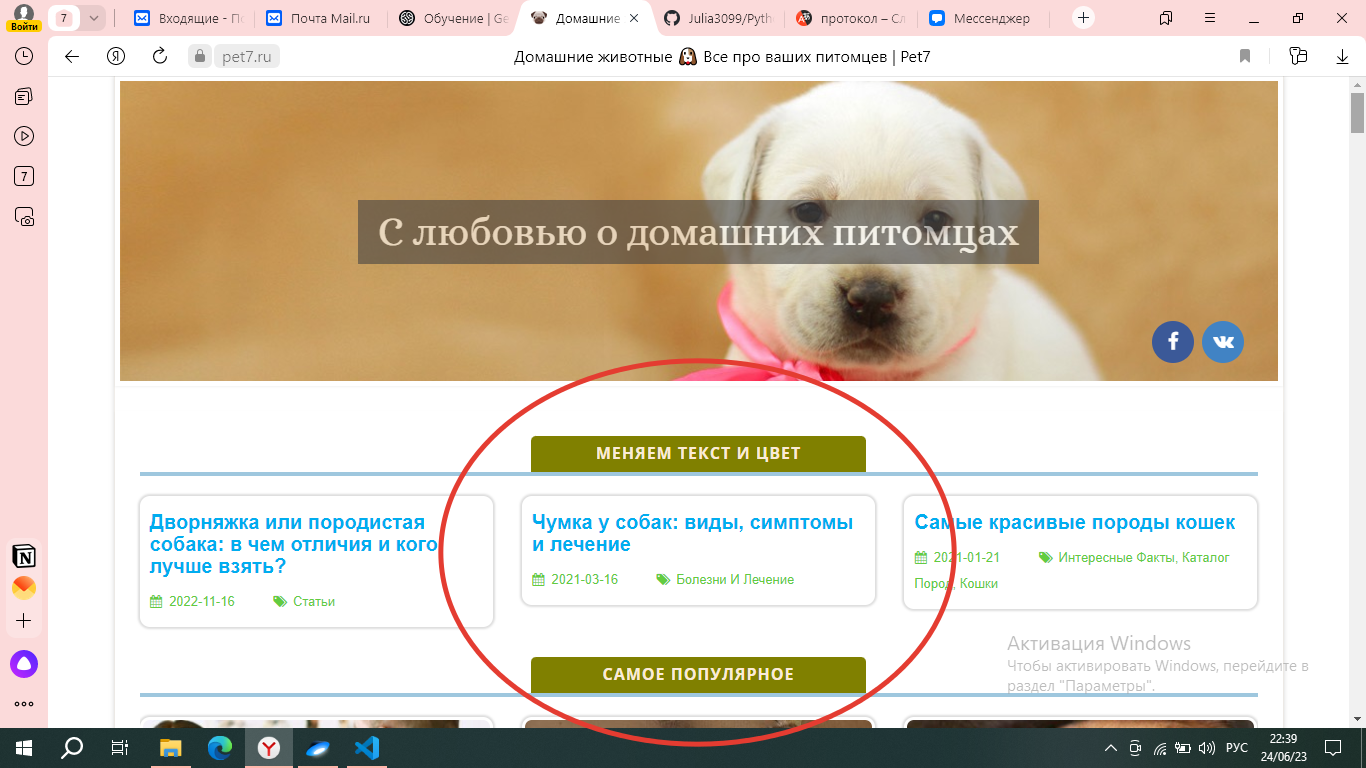 Войти
7
Входящие - По
Почта Mail.ru
Обучение | Ge
Домашние
Julia3099/Pyth
протокол – Сл
Мессенджер
pet7.ru
Домашние животные Все про ваших питомцев | Pet7
7
С любовью о домашних питомцах
МЕНЯЕМ ТЕКСТ И ЦВЕТ
Дворняжка или породистая
собака: в чем отличия и кого
лучше взять?
2022-11-16 Статьи
Чумка у собак: виды, симптомы
и лечение
2021-03-16 Болезни И Лечение
Самые красивые породы кошек
2021-01-21 Интересные Факты, Каталог
Пород, Кошки
САМОЕ ПОПУЛЯРНОЕ
Активация Windows
Чтобы активировать Windows, перейдите в
раздел "Параметры".
РУС
22:39
24/06/23